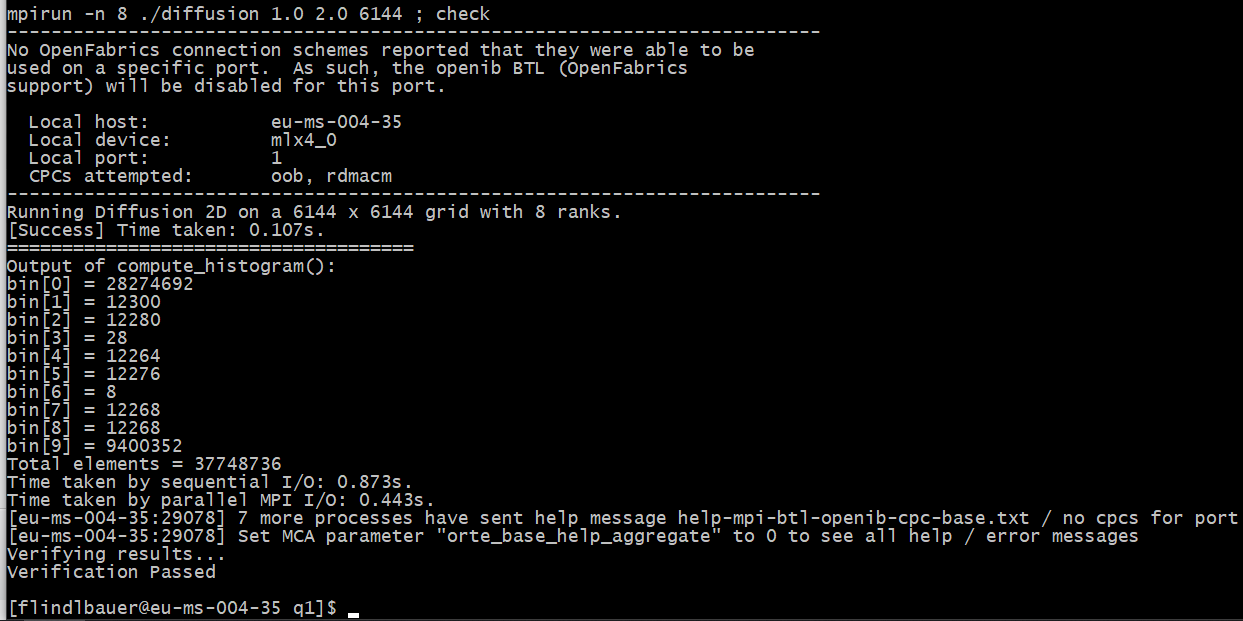 mpirun -n 8 ./diffusion 1.0 2.0 6144 ; check
--------------------------------------------------------------------------
No OpenFabrics connection schemes reported that they were able to be
used on a specific port.  As such, the openib BTL (OpenFabrics
support) will be disabled for this port.

  Local host:           eu-ms-004-35
  Local device:         mlx4_0
  Local port:           1
  CPCs attempted:       oob, rdmacm
--------------------------------------------------------------------------
Running Diffusion 2D on a 6144 x 6144 grid with 8 ranks.
[Success] Time taken: 0.107s.
=====================================
Output of compute_histogram():
bin[0] = 28274692
bin[1] = 12300
bin[2] = 12280
bin[3] = 28
bin[4] = 12264
bin[5] = 12276
bin[6] = 8
bin[7] = 12268
bin[8] = 12268
bin[9] = 9400352
Total elements = 37748736
Time taken by sequential I/O: 0.873s.
Time taken by parallel MPI I/O: 0.443s.
[eu-ms-004-35:29078] 7 more processes have sent help message help-mpi-btl-openib-cpc-base.txt / no cpcs for port
[eu-ms-004-35:29078] Set MCA parameter "orte_base_help_aggregate" to 0 to see all help / error messages
Verifying results...
Verification Passed

[flindlbauer@eu-ms-004-35 q1]$